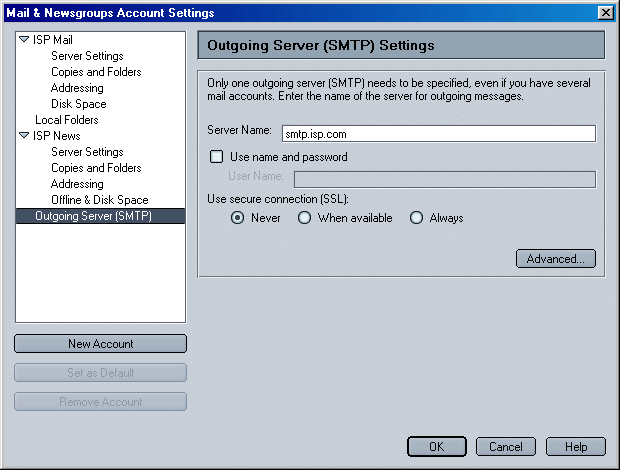 Mail & Newsgroups Account Settings
ISP Mail
Server Settings
Copies and Folders
Addressing
Disk Space
Local Folders
ISP News
Server Settings
Copies and Folders
Addressing
Offline & Disk Space
Outgoing Server (SMTP)
New Account
Set as Default
Remove Account
Outgoing Server (SMTP) Settings
Only one outgoing server (SMTP) needs to be specified, even if you have several
mail accounts. Enter the name of the server for outgoing messages.
Server Name: smtp.isp.com
Use name and password
User Name:
Use secure connection (SSL):
Never When available Always
Advanced...
OK Cancel Help